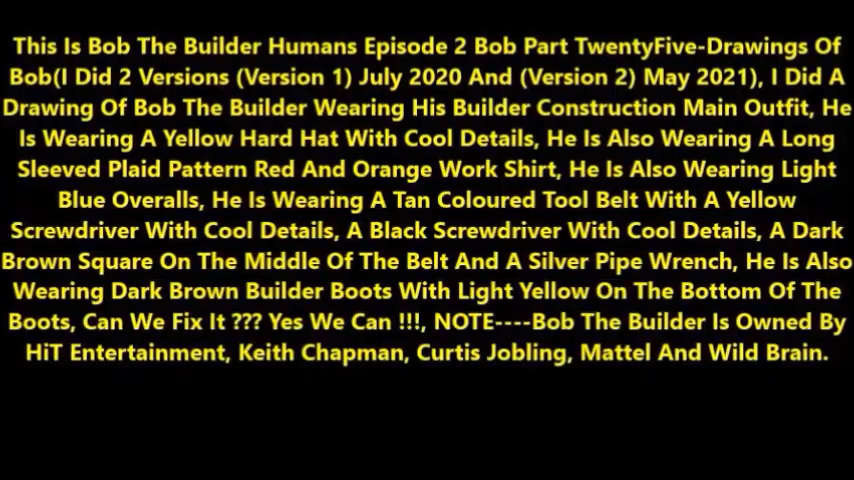 This Is Bob The Builder Humans Episode 2 Bob Part TwentyFive-Drawings Of
Bob(I Did 2 Versions (Version 1) July 2020 And (Version 2) May 2021), I Did A
Drawing Of Bob The Builder Wearing His Builder Construction Main Outfit, He
Is Wearing A Yellow Hard Hat With Cool Details, He Is Also Wearing A Long
Sleeved Plaid Pattern Red And Orange Work Shirt, He Is Also Wearing Light
Blue Overalls, He Is Wearing A Tan Coloured Tool Belt With A Yellow
Screwdriver With Cool Details, A Black Screwdriver With Cool Details, A Dark
Brown Square On The Middle Of The Belt And A Silver Pipe Wrench, He Is Also
Wearing Dark Brown Builder Boots With Light Yellow On The Bottom Of The
Boots, Can We Fix It ??? Yes We Can !!!, NOTE----Bob The Builder Is Owned By
HiT Entertainment, Keith Chapman, Curtis Jobling, Mattel And Wild Brain.